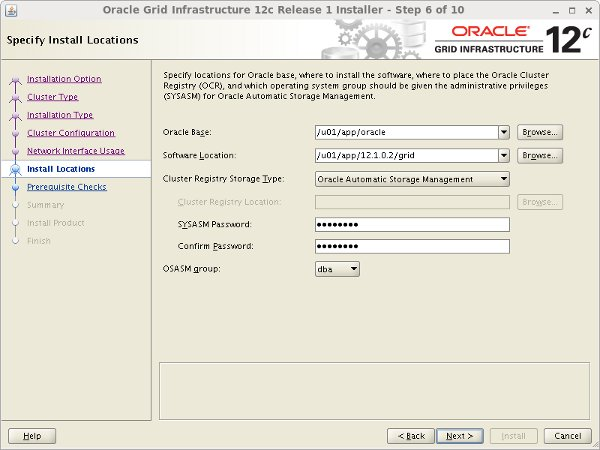 Oracle Grid Infrastructure 12c Release 1 Installer - Step 6 of 10
Specify Install Locations
ORACLE
GRID INFRASTRUCTURE 12c
Installation Option
Cluster Type
Installation Type
Cluster Configuration
Network Interface Usage
Install Locations
Prerequisite Checks
Summary
Install Product
Finish
Specify locations for Oracle base, where to install the software, where to place the Oracle Cluster
Registry (OCR), and which operating system group should be given the administrative privileges
(SYSASM) for Oracle Automatic Storage Management.
Oracle Base: /u01/app/oracle Browse...
Software Location: /u01/app/12.1.0.2/grid Browse...
Cluster Registry Storage Type: Oracle Automatic Storage Management
Cluster Registry Location: Browse...
SYSASM Password: ••••••••
Confirm Password: ••••••••
OSASM group: dba
Help < Back Next > Install Cancel